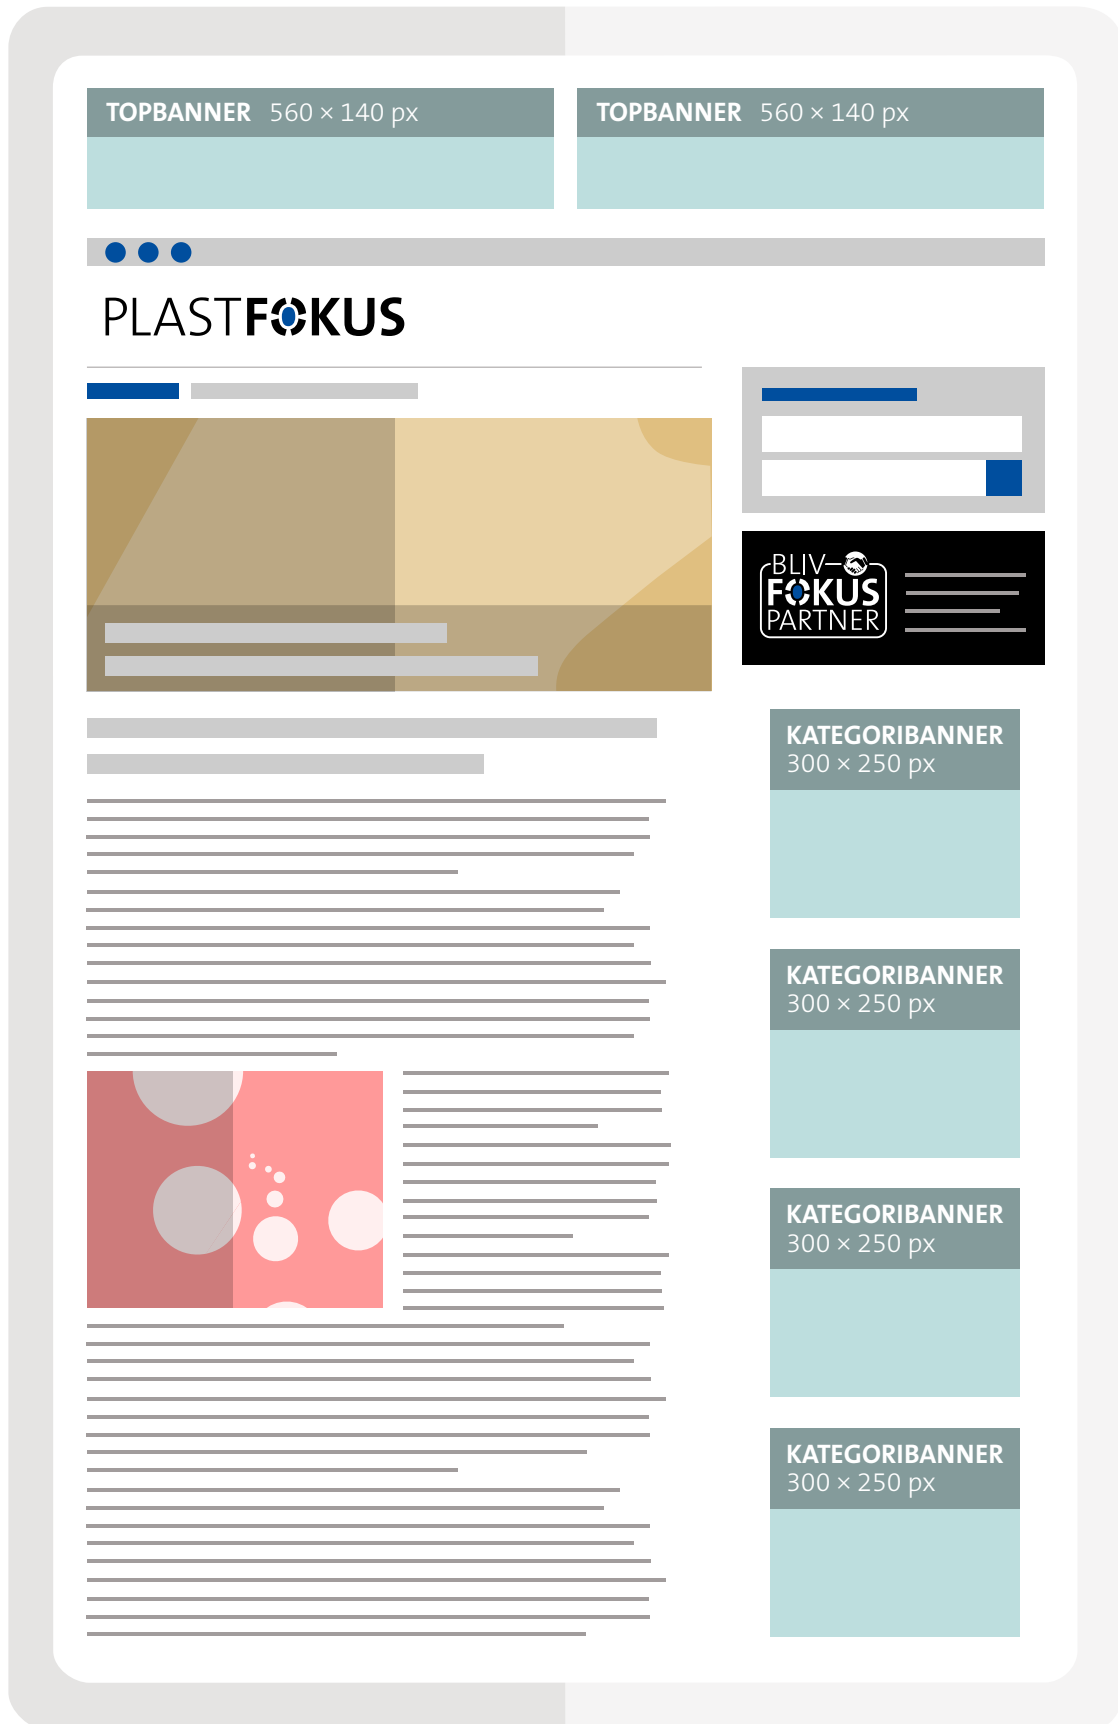 TOPBANNER 560 × 140 px
TOPBANNER 560 × 140 px
PLASTFOKUS
BLIV
FOKUS
PARTNER
KATEGORIBANNER
300 × 250 px
KATEGORIBANNER
300 × 250 px
KATEGORIBANNER
300 × 250 px
KATEGORIBANNER
300 × 250 px